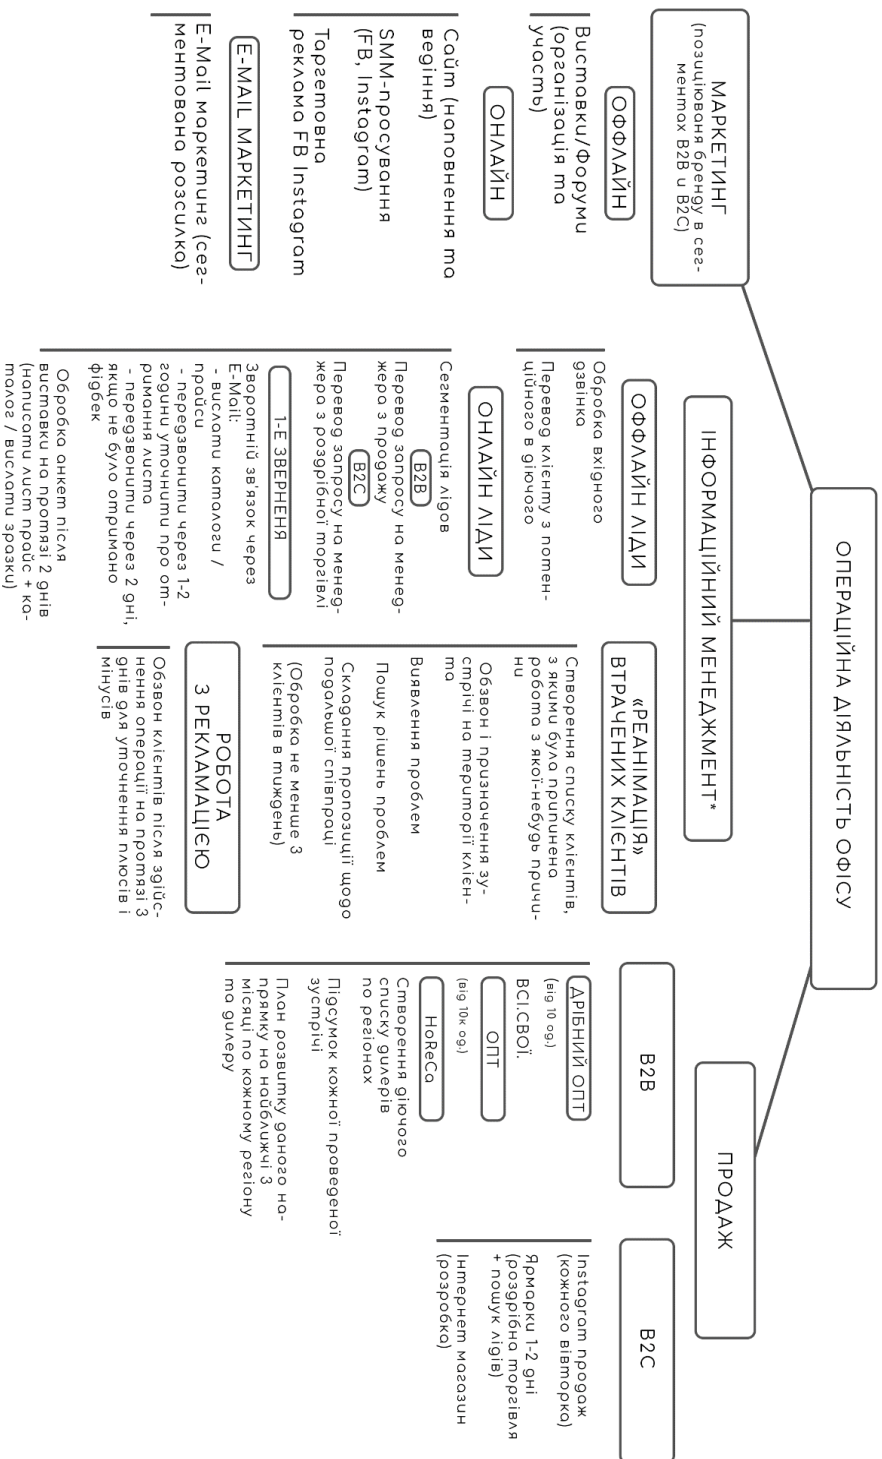 ОПЕРАЦІЙНА ДІЯЛЬНІСТЬ ОФІСУ
МАРКЕТИНГ
(позиціюваня бренду в сег-
ментах B2B и B2C)
ОФФЛАЙН
Виставки/Форуми
(організація та
участь)
ОНЛАЙН
Сайт (наповнення та
ведіння)
SMM-просування
(FB, Instagram)
Таргетовна
реклама FB Instagram
E-MAIL МАРКЕТИНГ
E-Mail маркетинг (сег-
ментована розсилка)
ІНФОРМАЦІЙНИЙ МЕНЕДЖМЕНТ*
ОФФЛАЙН ЛІДИ
Обробка вхідного
дзвінка
Перевод клієнту з потен-
ційного в діючого
ОНЛАЙН ЛІДИ
Сегментація лідов
B2B
Перевод запросу на менед-
жера з продажу
B2C
Перевод запросу на менед-
жера з роздрібної торгівлі
1-Е ЗВЕРНЕНЯ
Зворотній зв'язок через
E-Mail:
- вислати каталоги /
прайси
- передзвонити через 1-2
години уточнити про от-
римання листа
- передзвонити через 2 дні,
якщо не було отримано
фідбек
Обробка анкет після
виставки на протязі 2 днів
(написати лист прайс + ка-
талог / вислати зразки)
«РЕАНІМАЦІЯ»
ВТРАЧЕНИХ КЛІЄНТІВ
Створення списку клієнтів,
з якими було припинена
робота з якої-небудь причи-
ни
Обзвон і призначення зу-
стрічі на території клієн-
та
Виявлення проблем
Пошук рішень проблем
Складання пропозиції щодо
подальшої співпраці
(Обробка не менше 3
клієнтів в тиждень)
РОБОТА
З РЕКЛАМАЦІЄЮ
Обзвон клієнтів після здійс-
нення операції на протязі 3
днів для уточнення плюсів і
мінусів
ПРОДАЖ
B2B
ДРІБНИЙ ОПТ
(від 10 од.)
ВСІ.СВОЇ.
ОПТ
(від 10к од.)
HoReCa
Створення діючого
списку дилерів
по регіонах
Підсумок кожної проведеної
зустрічі
План розвитку даного на-
прямку на найближчі 3
місяці по кожному регіону
та дилеру
B2C
Instagram продаж
(кожного вівторка)
Ярмарки 1-2 дні
(роздрібна торгівля
+ пошук лідів)
Інтернет магазин
(розробка)